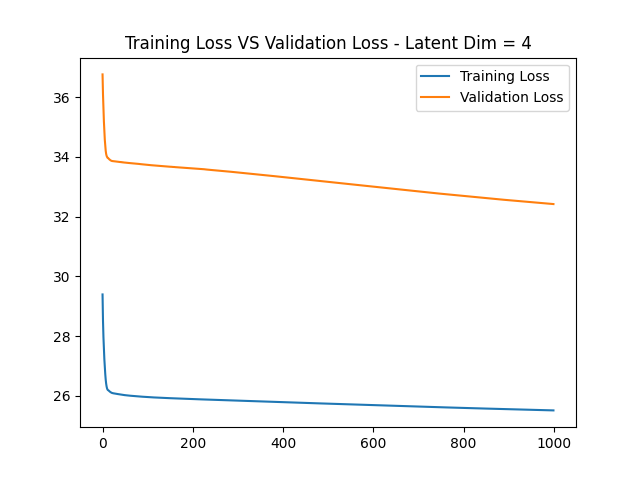 Training Loss VS Validation Loss - Latent Dim = 4
Training Loss
Validation Loss
36
34
32
30
28
26
0 200 400 600 800 1000